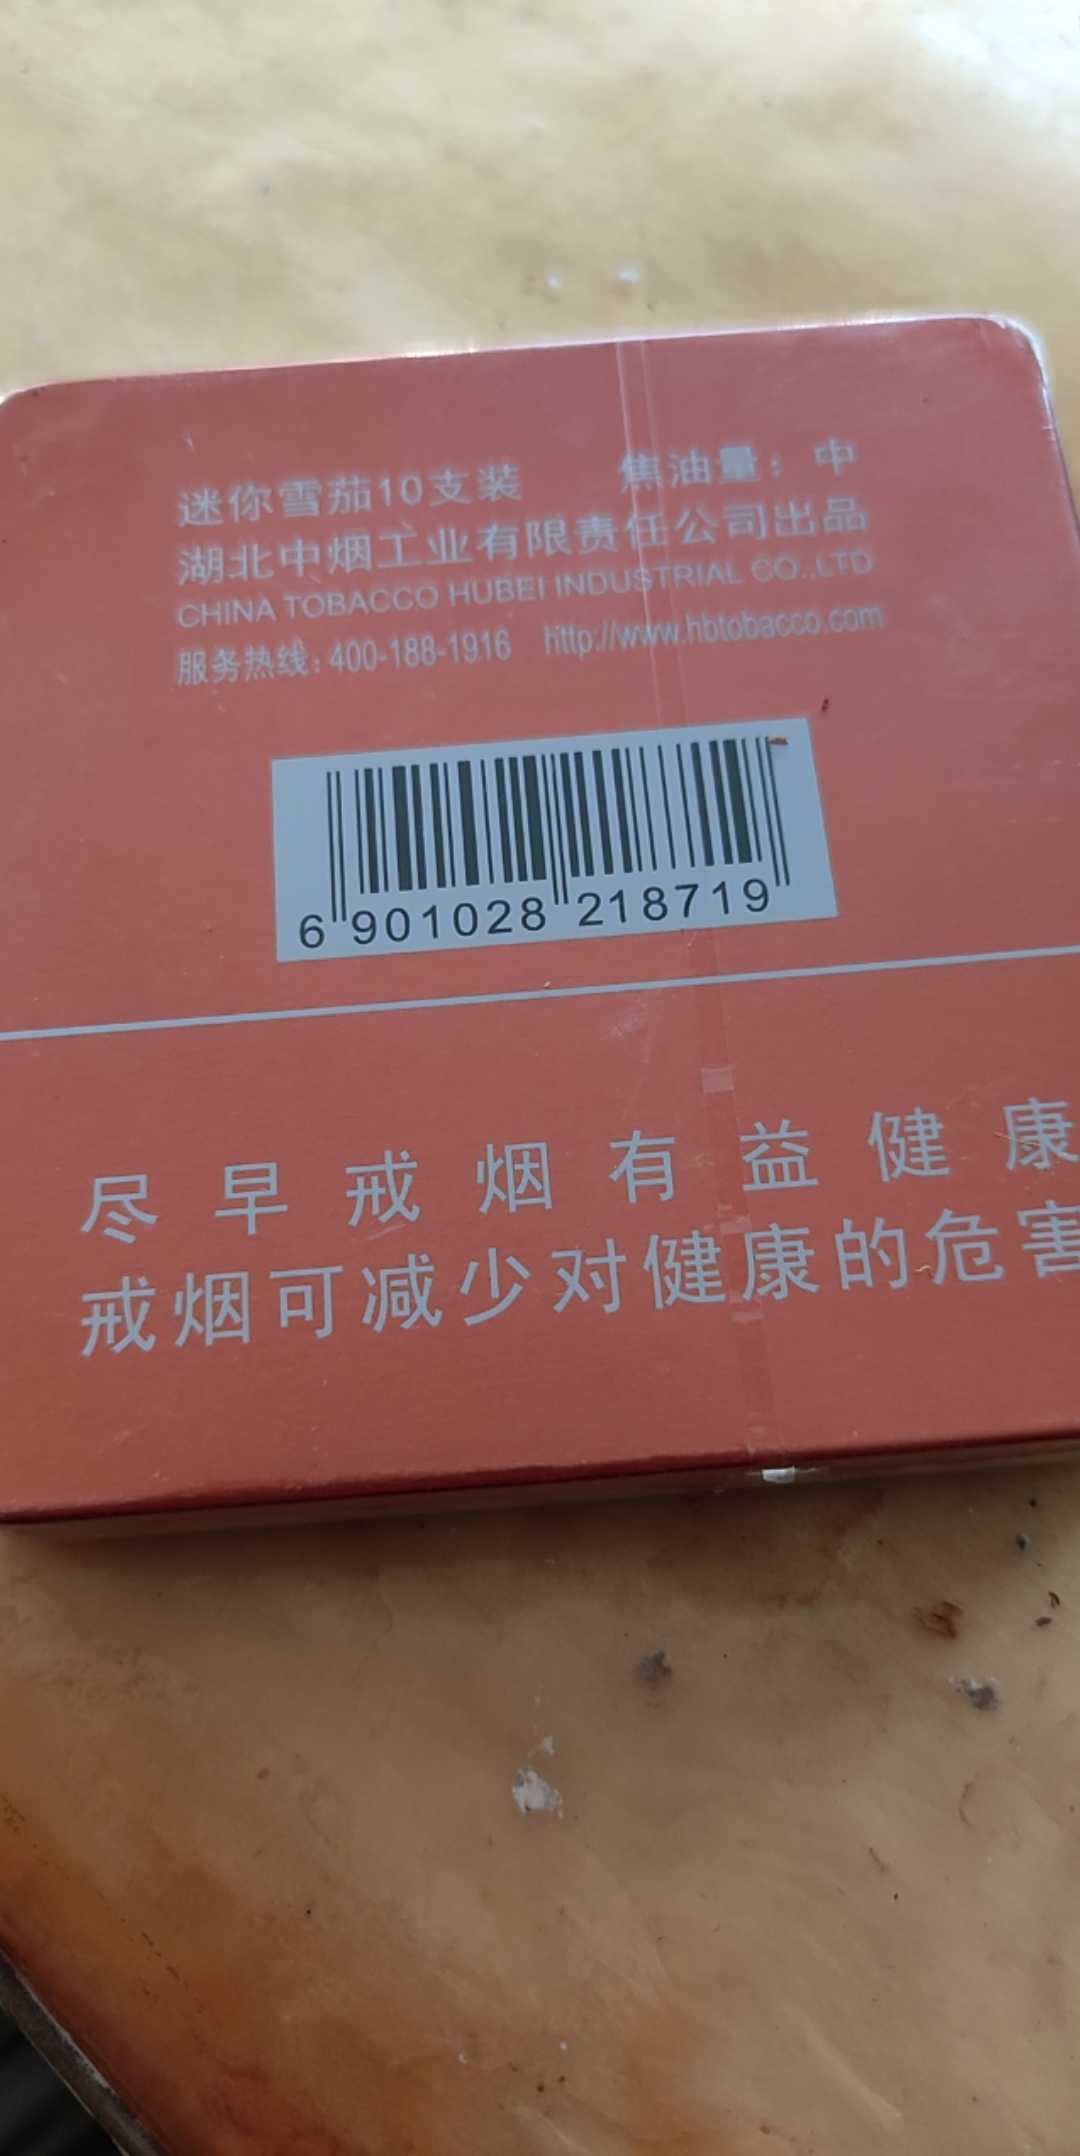 迷你雪茄10支装 焦油量：中
湖北中烟工业有限责任公司出品
CHINA TOBACCO HUBEI INDUSTRIAL CO.,LTD
服务热线：400-188-1916 http://www.hbtobacco.com
6 901028 218719
尽早戒烟有益健康
戒烟可减少对健康的危害